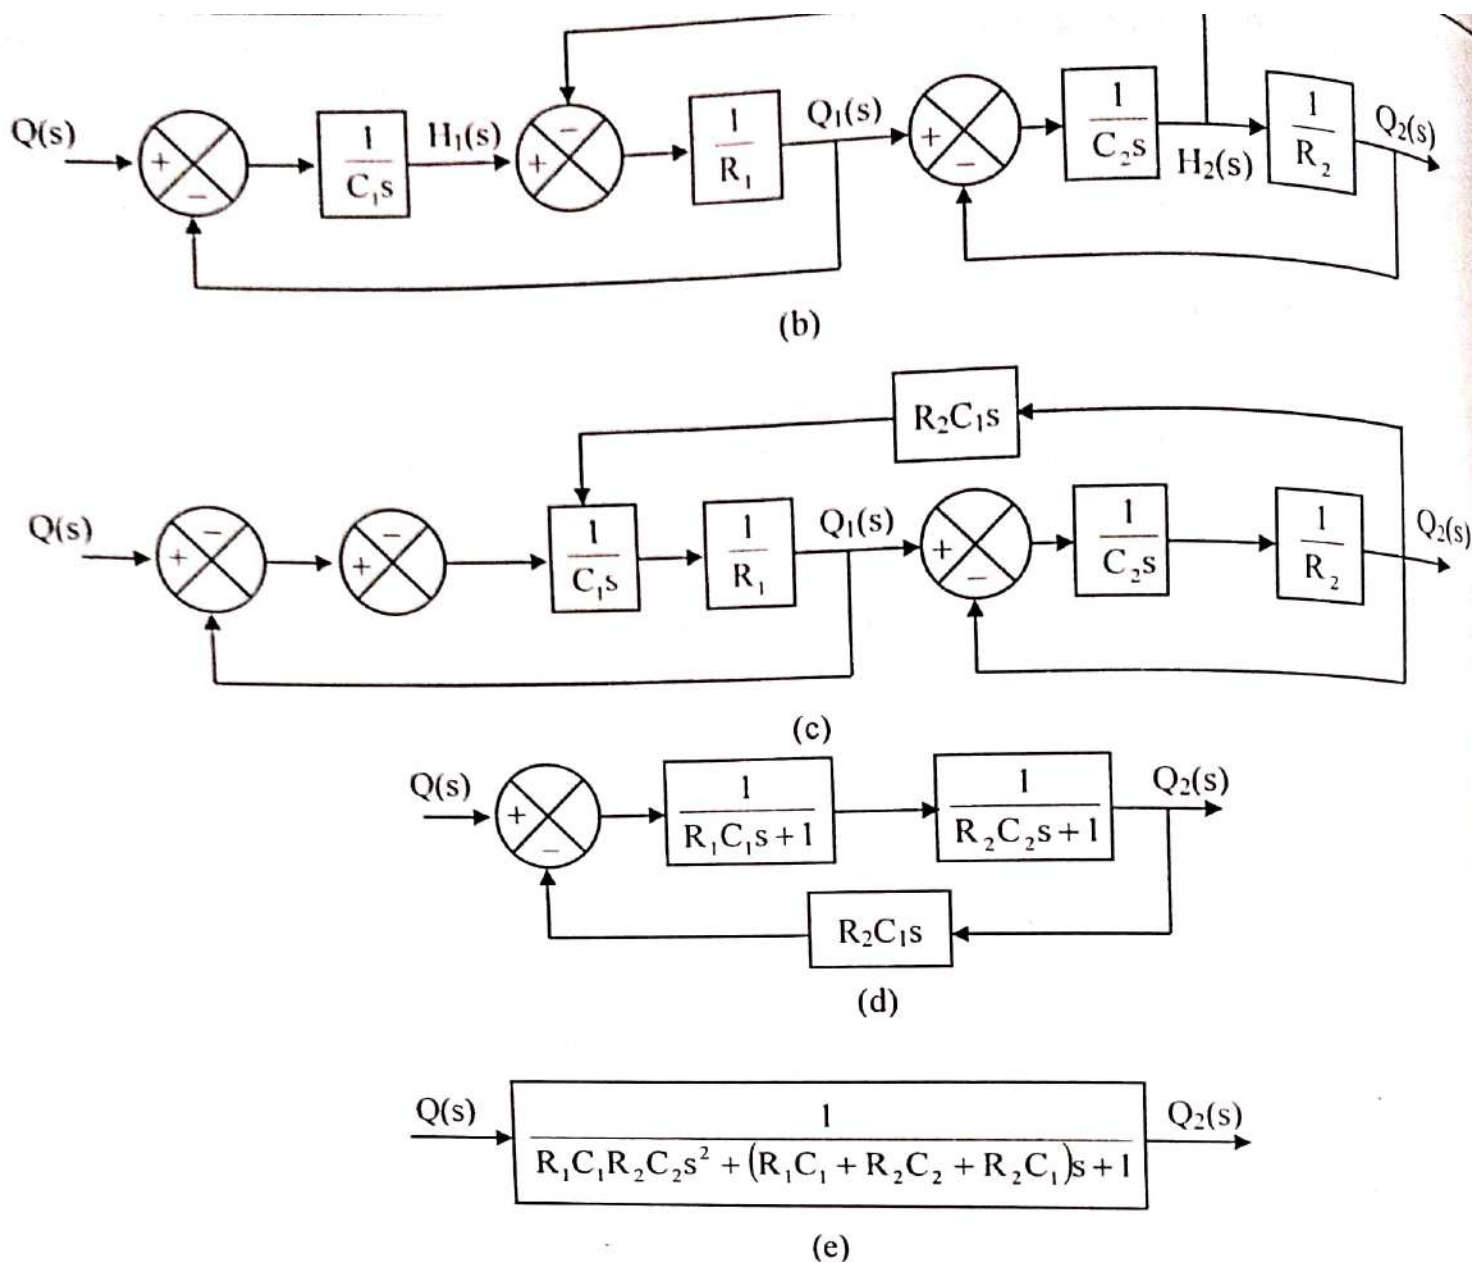 Q(s) + − 1/C₁s H₁(s) + − 1/R₁ Q₁(s) + − 1/C₂s H₂(s) 1/R₂ Q₂(s)
(b)
R₂C₁s
Q(s) + − + − 1/C₁s 1/R₁ Q₁(s) + − 1/C₂s 1/R₂ Q₂(s)
(c)
Q(s) + − 1/R₁C₁s+1 1/R₂C₂s+1 Q₂(s)
R₂C₁s
(d)
Q(s) 1/R₁C₁R₂C₂s² + (R₁C₁ + R₂C₂ + R₂C₁)s+1 Q₂(s)
(e)